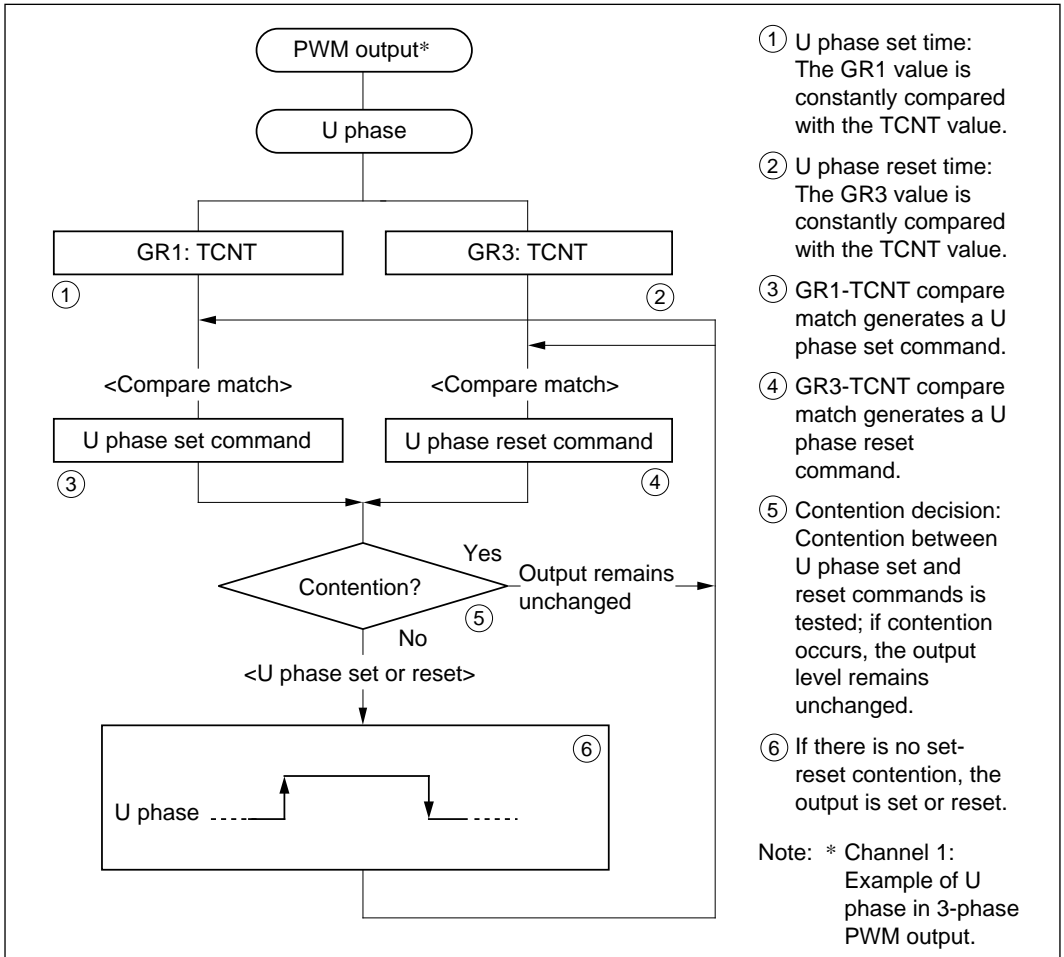 PWM output*
U phase
GR1: TCNT
GR3: TCNT
1
2
<Compare match>
<Compare match>
U phase set command
U phase reset command
3
4
Contention?
Yes
Output remains
unchanged
5
No
<U phase set or reset>
6
U phase
1 U phase set time:
The GR1 value is
constantly compared
with the TCNT value.
2 U phase reset time:
The GR3 value is
constantly compared
with the TCNT value.
3 GR1-TCNT compare
match generates a U
phase set command.
4 GR3-TCNT compare
match generates a U
phase reset
command.
5 Contention decision:
Contention between
U phase set and
reset commands is
tested; if contention
occurs, the output
level remains
unchanged.
6 If there is no set-
reset contention, the
output is set or reset.
Note: * Channel 1:
Example of U
phase in 3-phase
PWM output.